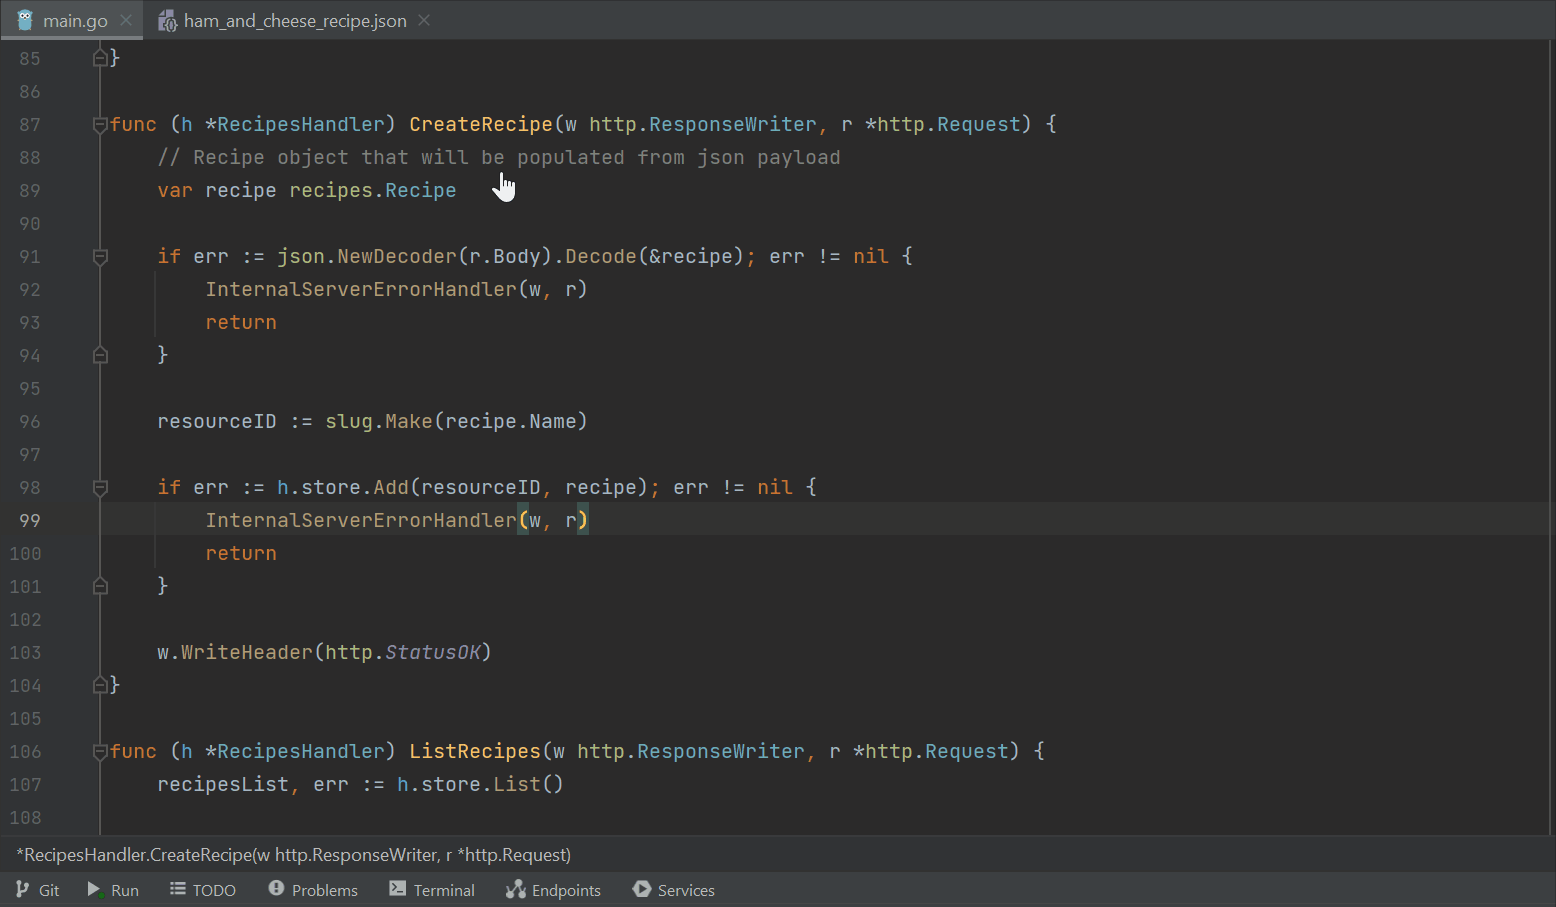 main.go
ham_and_cheese_recipe.json
85 }
86
87 func (h *RecipesHandler) CreateRecipe(w http.ResponseWriter, r *http.Request) {
88 // Recipe object that will be populated from json payload
89 var recipe recipes.Recipe
90
91 if err := json.NewDecoder(r.Body).Decode(&recipe); err != nil {
92 InternalServerErrorHandler(w, r)
93 return
94 }
95
96 resourceID := slug.Make(recipe.Name)
97
98 if err := h.store.Add(resourceID, recipe); err != nil {
99 InternalServerErrorHandler(w, r)
100 return
101 }
102
103 w.WriteHeader(http.StatusOK)
104 }
105
106 func (h *RecipesHandler) ListRecipes(w http.ResponseWriter, r *http.Request) {
107 recipesList, err := h.store.List()
108
*RecipesHandler.CreateRecipe(w http.ResponseWriter, r *http.Request)
Git Run TODO Problems Terminal Endpoints Services